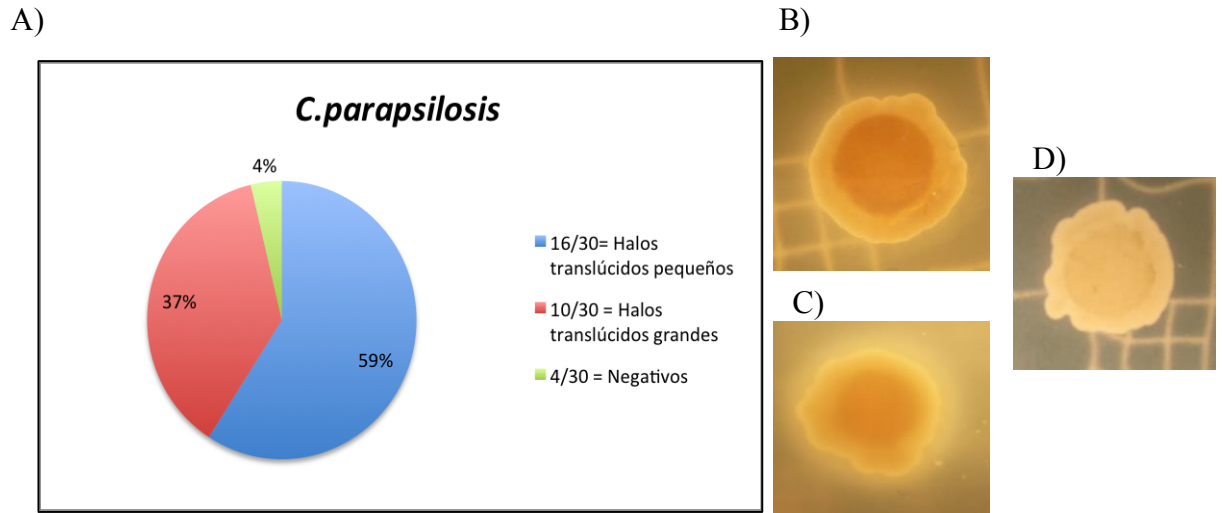 A)
B)
C.parapsilosis
4%
37%
59%
16/30= Halos
translúcidos pequeños
10/30 = Halos
translúcidos grandes
4/30 = Negativos
C)
D)